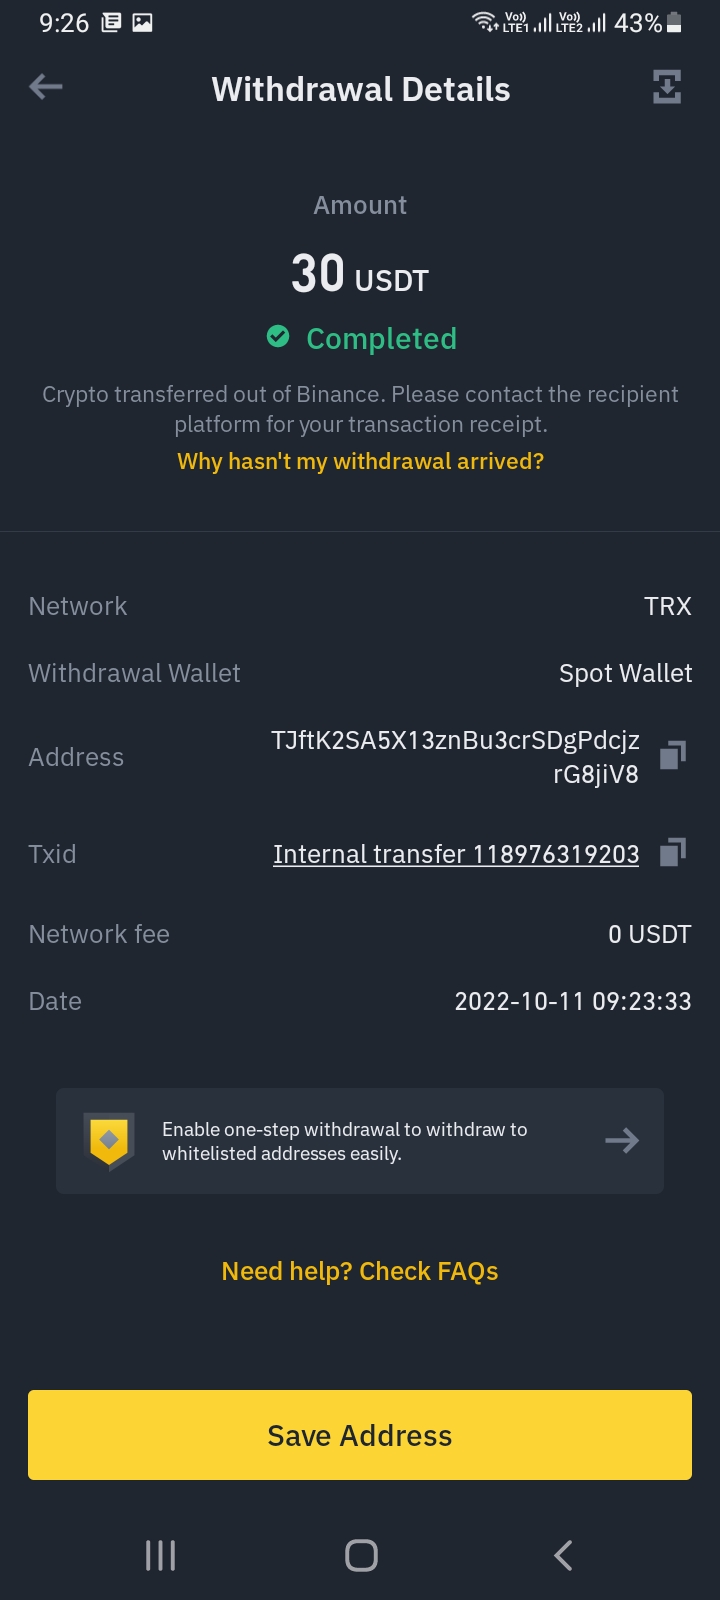 9:26 Vo)) LTE1 Vo)) LTE2 43%
Withdrawal Details
Amount
30 USDT
Completed
Crypto transferred out of Binance. Please contact the recipient
platform for your transaction receipt.
Why hasn't my withdrawal arrived?
Network TRX
Withdrawal Wallet Spot Wallet
Address TJftK2SA5X13znBu3crSDgPdcjz
rG8jiV8
Txid Internal transfer 118976319203
Network fee 0 USDT
Date 2022-10-11 09:23:33
Enable one-step withdrawal to withdraw to
whitelisted addresses easily.
Need help? Check FAQs
Save Address